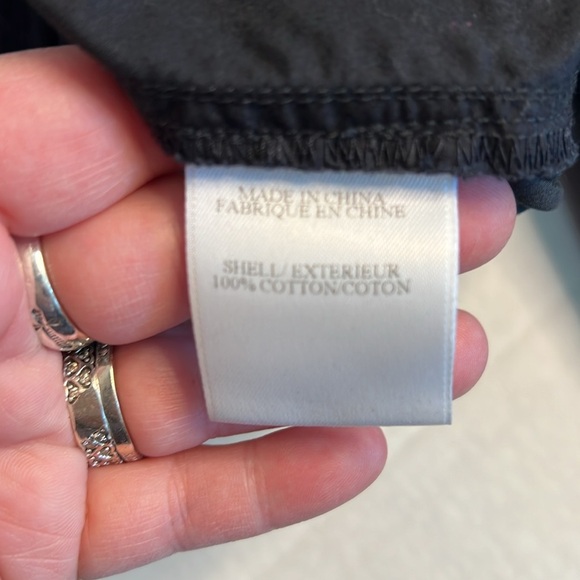 MADE IN CHINA
FABRIQUE EN CHINE
SHELL/ EXTERIEUR
100% COTTON/COTON